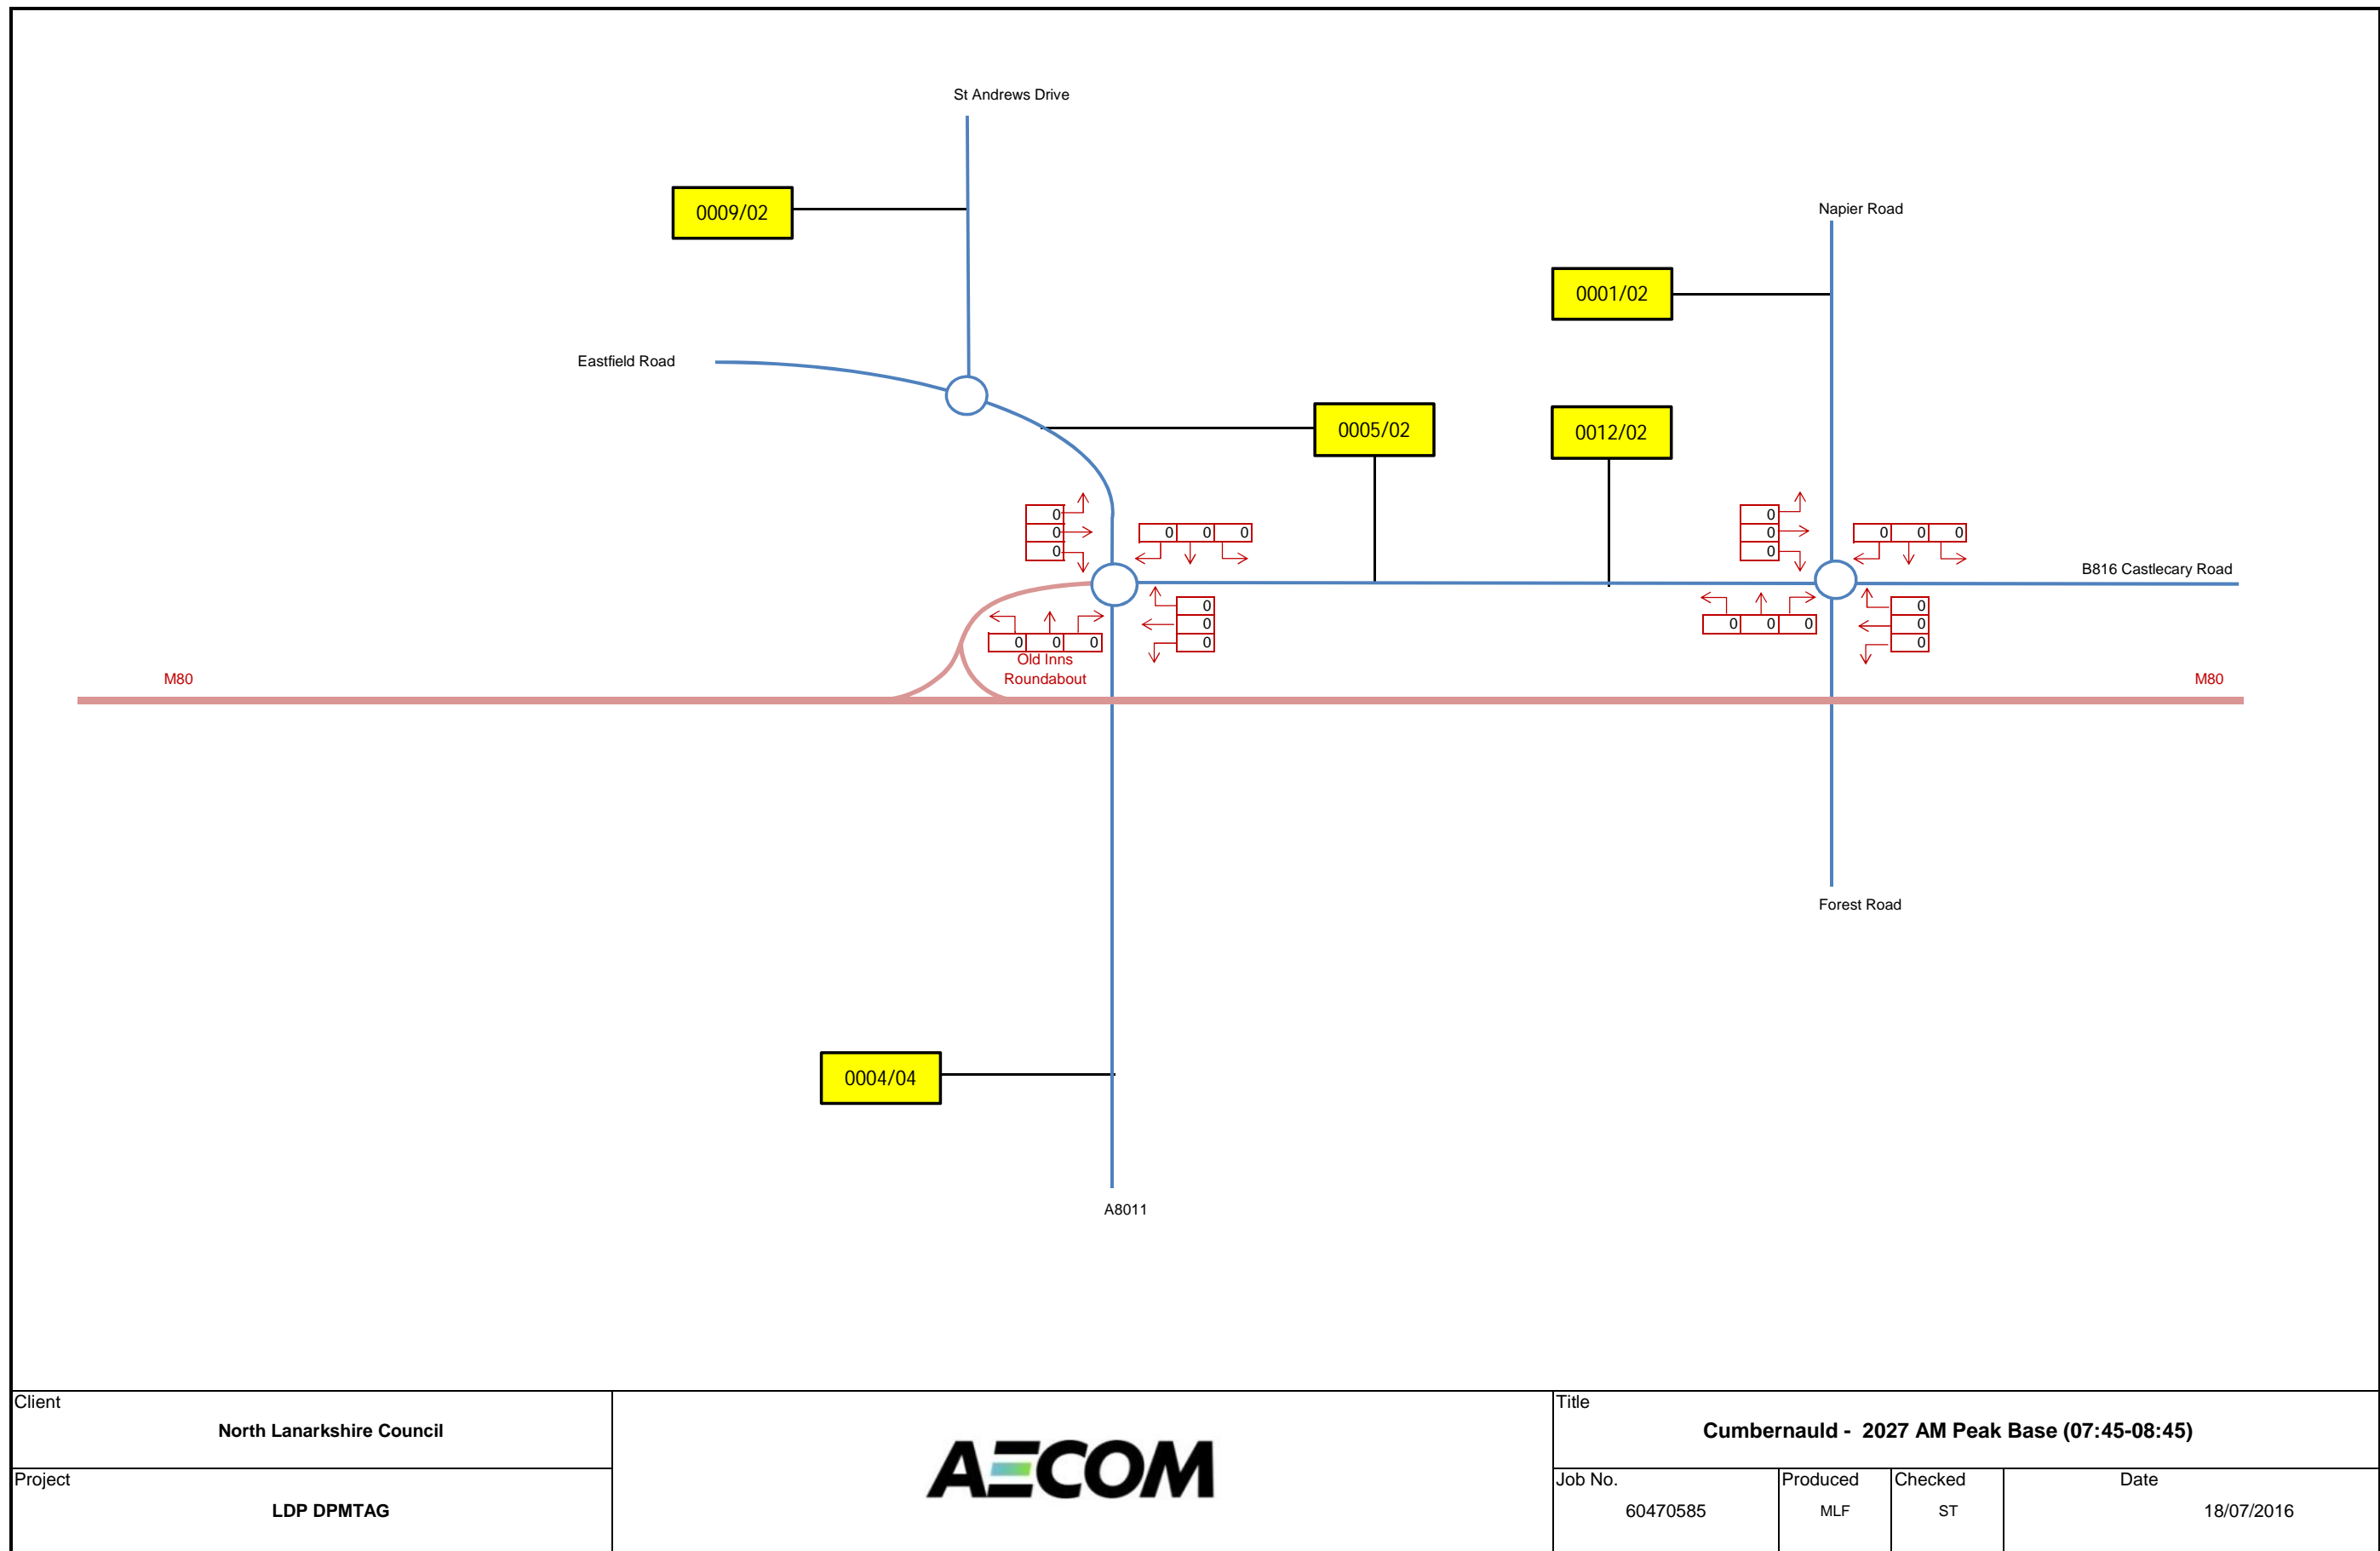 St Andrews Drive
0009/02
Napier Road
0001/02
Eastfield Road
0005/02
0012/02
0
0
0
0 0 0
0
0
0
0 0 0
B816 Castlecary Road
0 0 0
0
0
0
0 0 0
0
0
0
Old Inns
Roundabout
M80
M80
Forest Road
0004/04
A8011
Client
North Lanarkshire Council
Project
LDP DPMTAG
AECOM
Title
Cumbernauld - 2027 AM Peak Base (07:45-08:45)
Job No.
60470585
Produced
MLF
Checked
ST
Date
18/07/2016